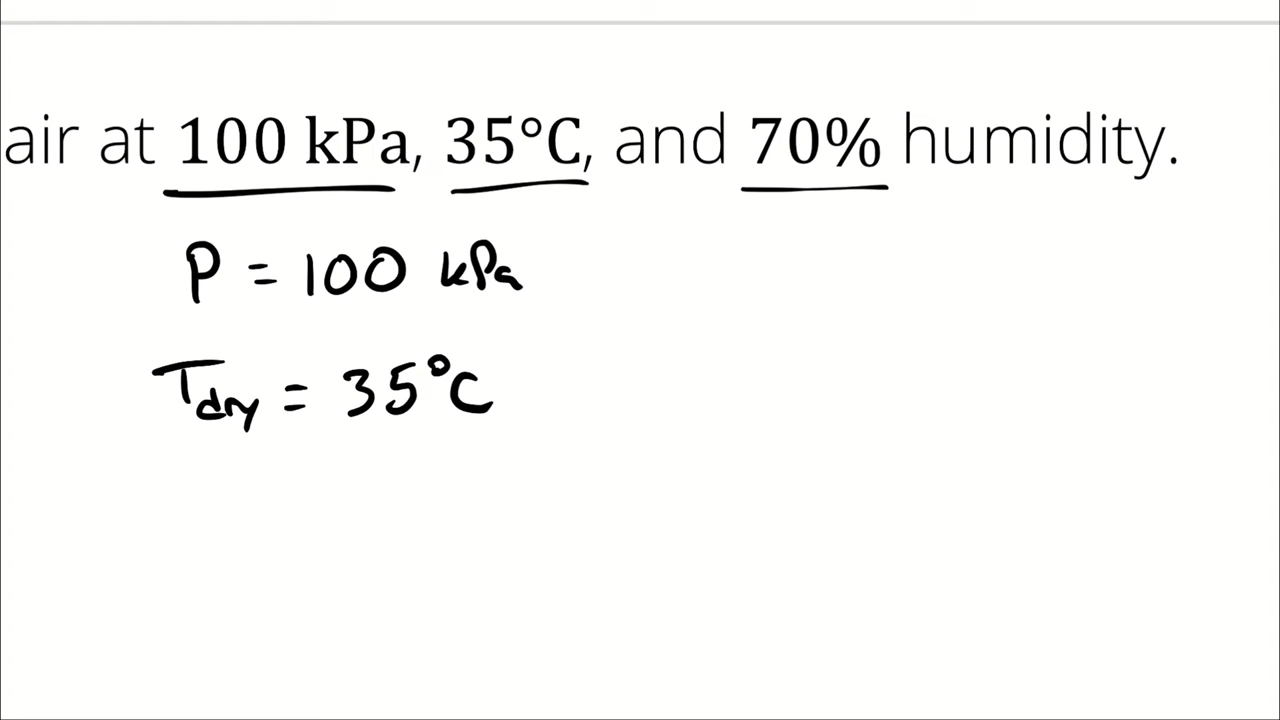 air at 100 kPa, 35°C, and 70% humidity.
P = 100 kPa
Tdry = 35°C